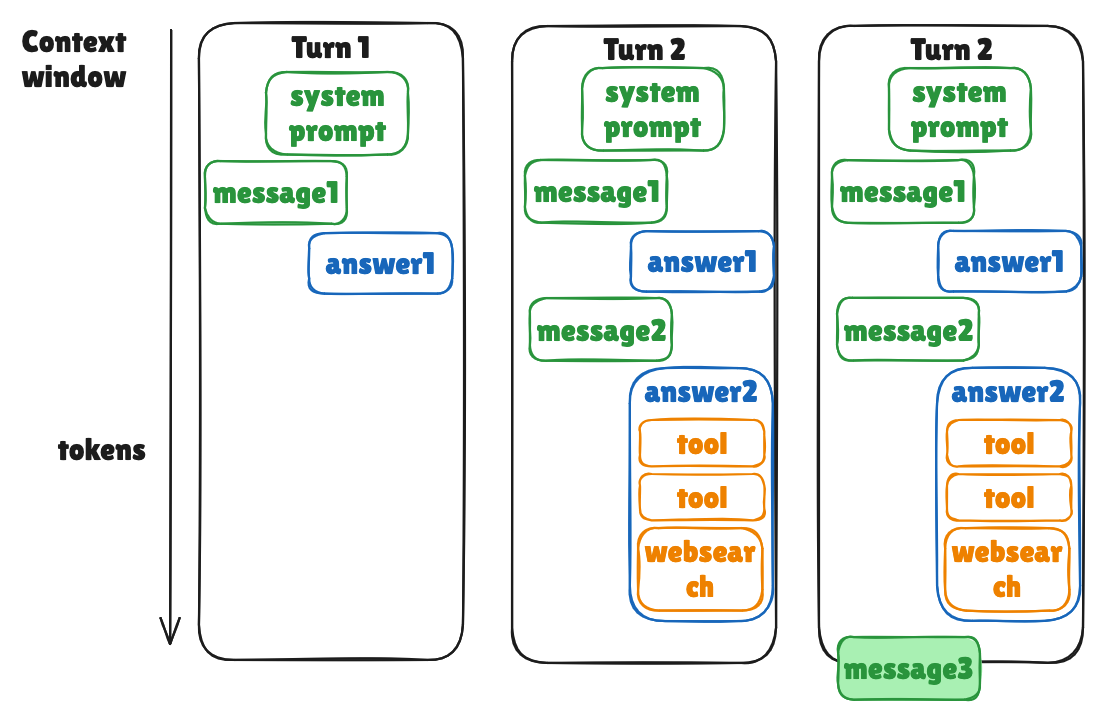 Context
window
tokens
Turn 1
system
prompt
message1
answer1
Turn 2
system
prompt
message1
answer1
message2
answer2
tool
tool
websear
ch
Turn 2
system
prompt
message1
answer1
message2
answer2
tool
tool
websear
ch
message3